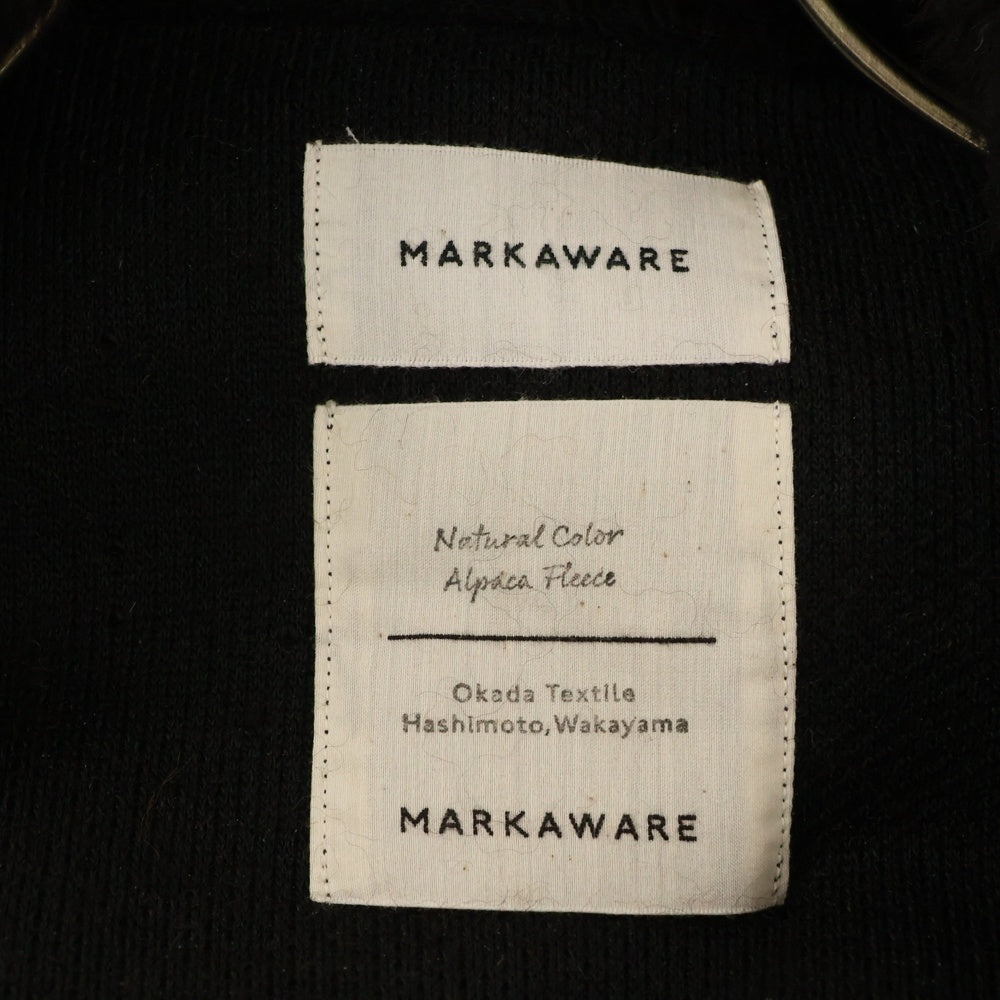 MARKAWARE
Natural Color
Alpaca Fleece
Okada Textile
Hashimoto,Wakayama
MARKAWARE